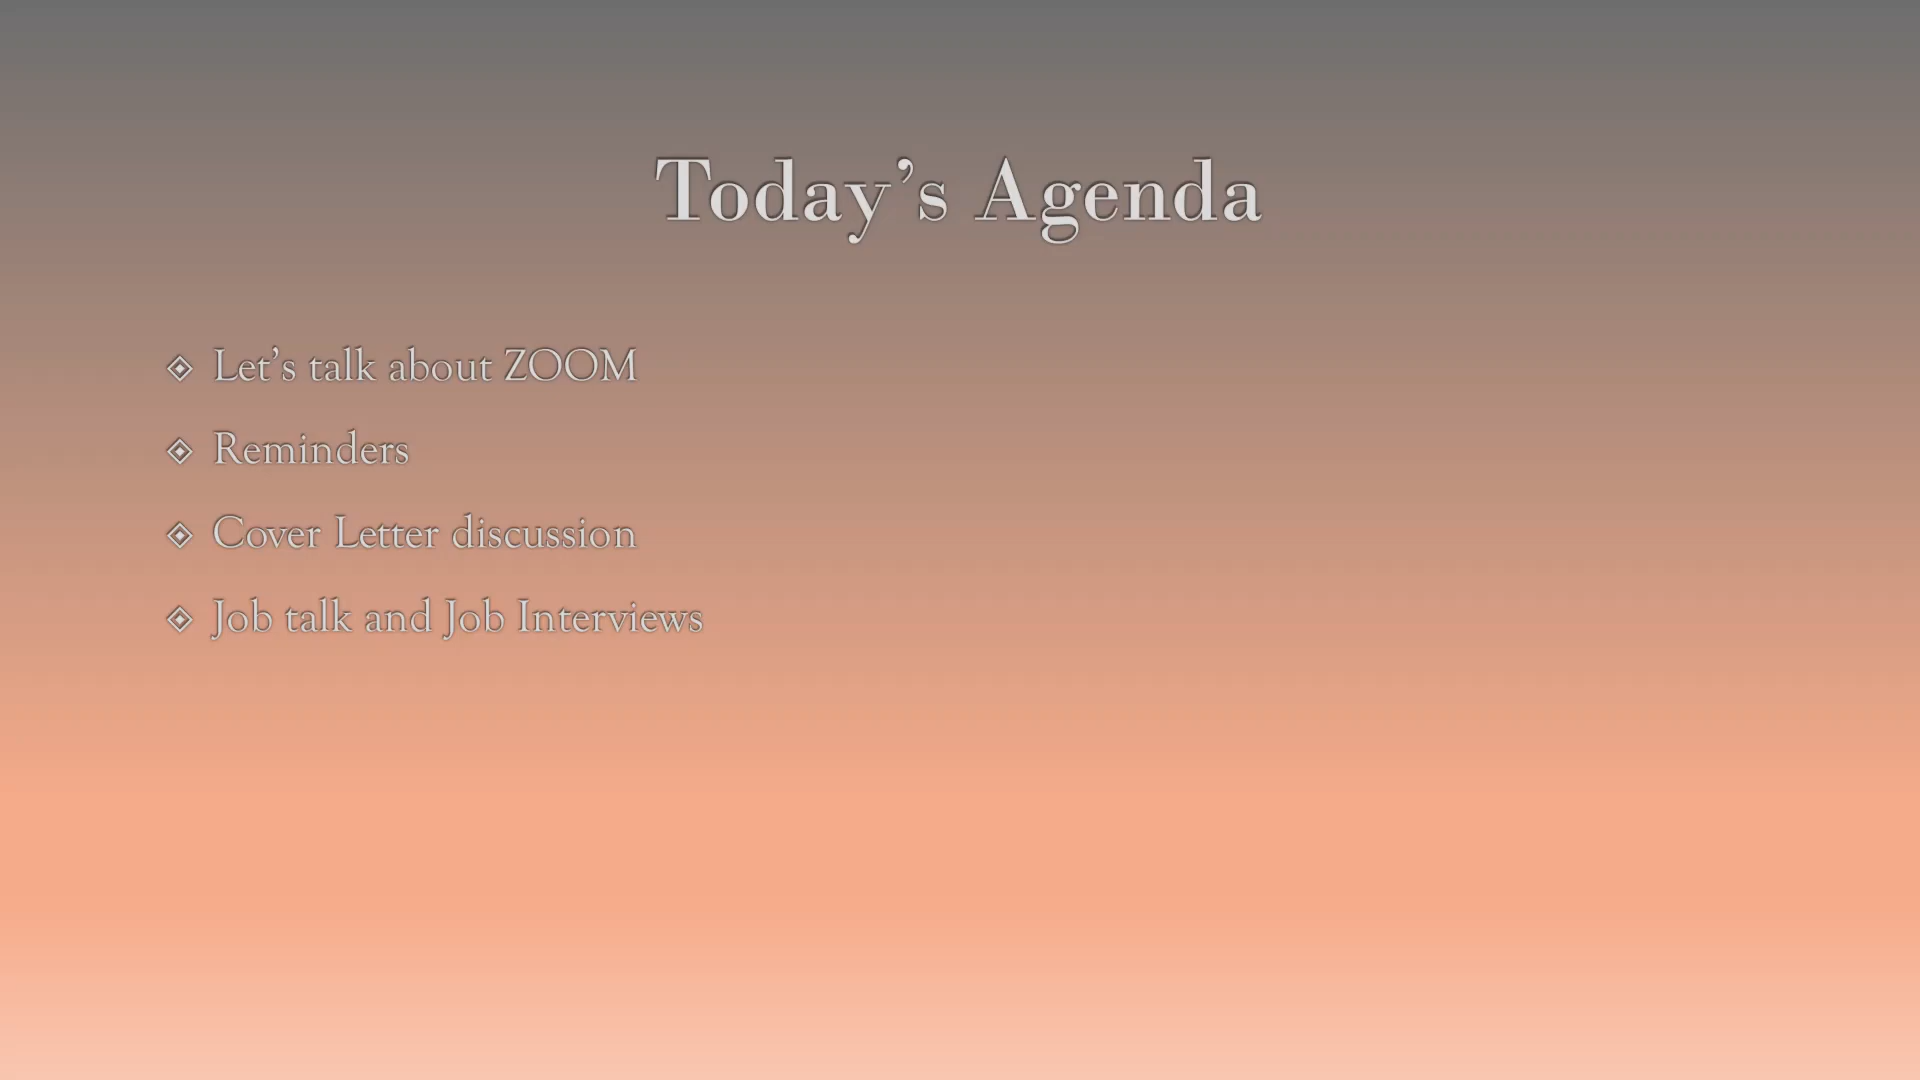 Today’s Agenda
Let’s talk about ZOOM
Reminders
Cover Letter discussion
Job talk and Job Interviews